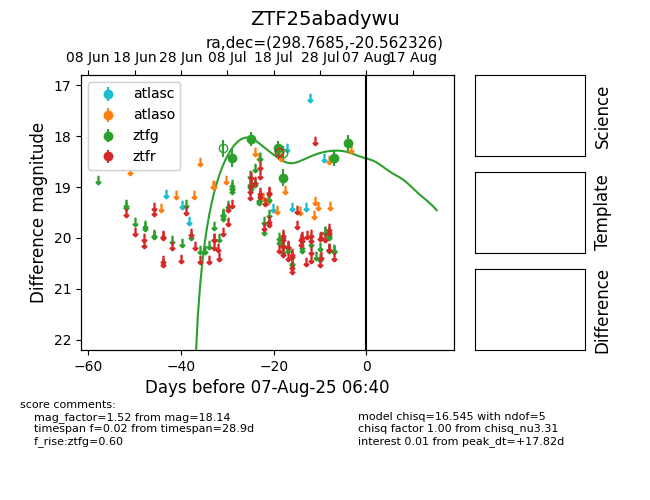 ZTF25abadywu
ra,dec=(298.7685,-20.562326)
08 Jun 18 Jun 28 Jun 08 Jul 18 Jul 28 Jul 07 Aug 17 Aug
atlasc
atlaso
ztfg
ztfr
17
18
19
20
21
22
Difference magnitude
−60 −40 −20 0
Days before 07-Aug-25 06:40
Science
Template
Difference
score comments:
mag_factor=1.52 from mag=18.14
timespan f=0.02 from timespan=28.9d
f_rise:ztfg=0.60
model chisq=16.545 with ndof=5
chisq factor 1.00 from chisq_nu3.31
interest 0.01 from peak_dt=+17.82d